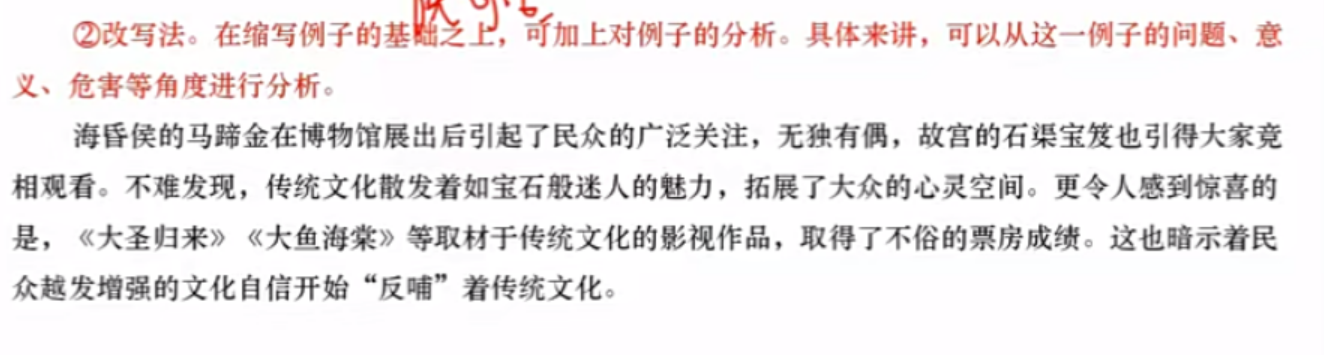 ②改写法。在缩写例子的基础之上，可加上对例子的分析。具体来讲，可以从这一例子的问题、意
义、危害等角度进行分析。
海昏侯的马蹄金在博物馆展出后引起了民众的广泛关注，无独有偶，故宫的石渠宝笈也引得大家竟
相观看。不难发现，传统文化散发着如宝石般迷人的魅力，拓展了大众的心灵空间。更令人感到惊喜的
是，《大圣归来》《大鱼海棠》等取材于传统文化的影视作品，取得了不俗的票房成绩。这也暗示着民
众越发增强的文化自信开始“反哺”着传统文化。